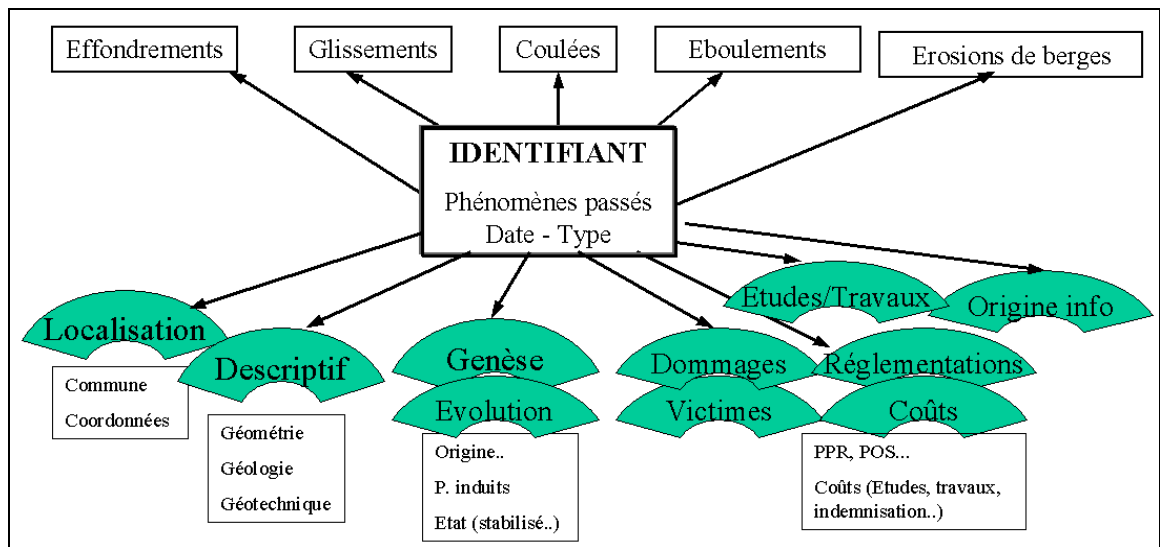 Effondrements
Glissements
Coulées
Eboulements
Erosions de berges
IDENTIFIANT
Phénomènes passés
Date - Type
Etudes/Travaux
Origine info
Localisation
Descriptif
Genèse
Dommages
Réglementations
Evolution
Victimes
Coûts
Commune
Coordonnées
Géométrie
Géologie
Géotechnique
Origine..
P. induits
Etat (stabilisé..)
PPR, POS...
Coûts (Etudes, travaux,
indemnisation..)